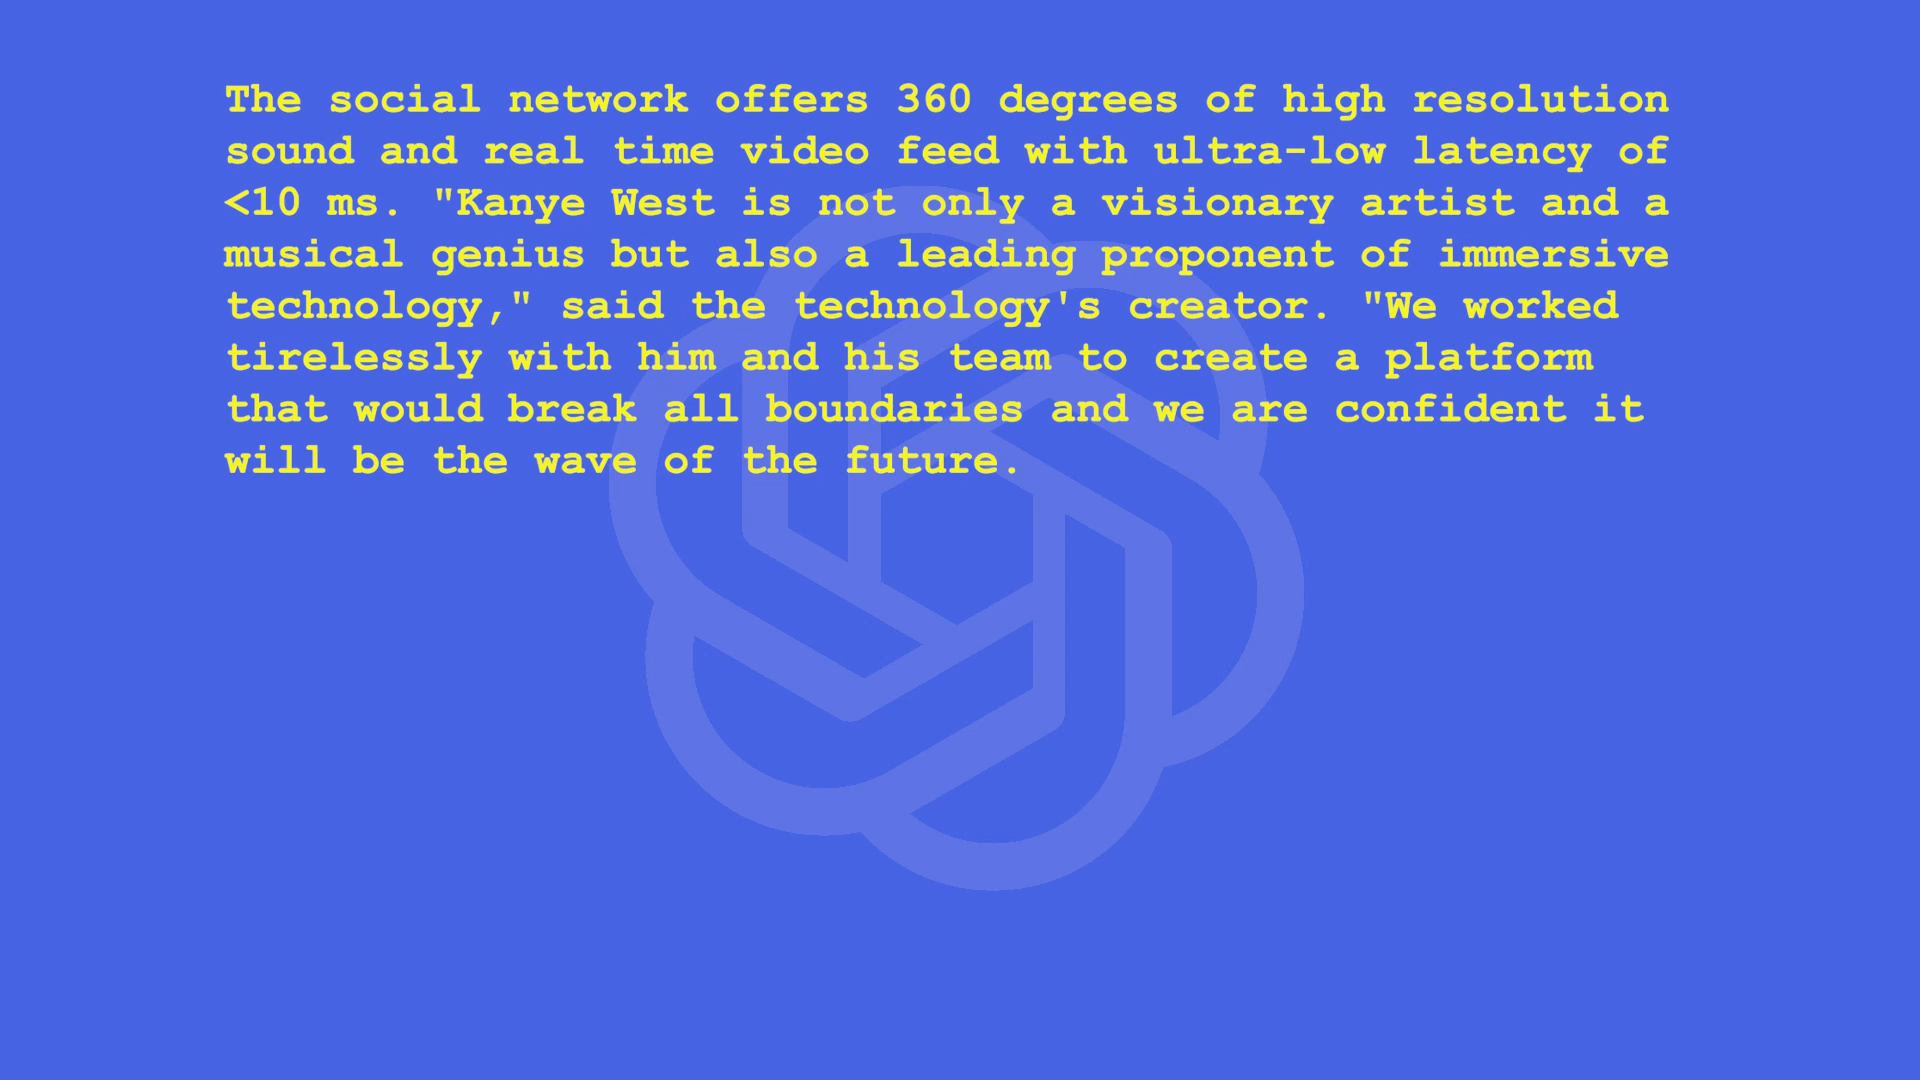 The social network offers 360 degrees of high resolution
sound and real time video feed with ultra-low latency of
<10 ms. "Kanye West is not only a visionary artist and a
musical genius but also a leading proponent of immersive
technology," said the technology's creator. "We worked
tirelessly with him and his team to create a platform
that would break all boundaries and we are confident it
will be the wave of the future.